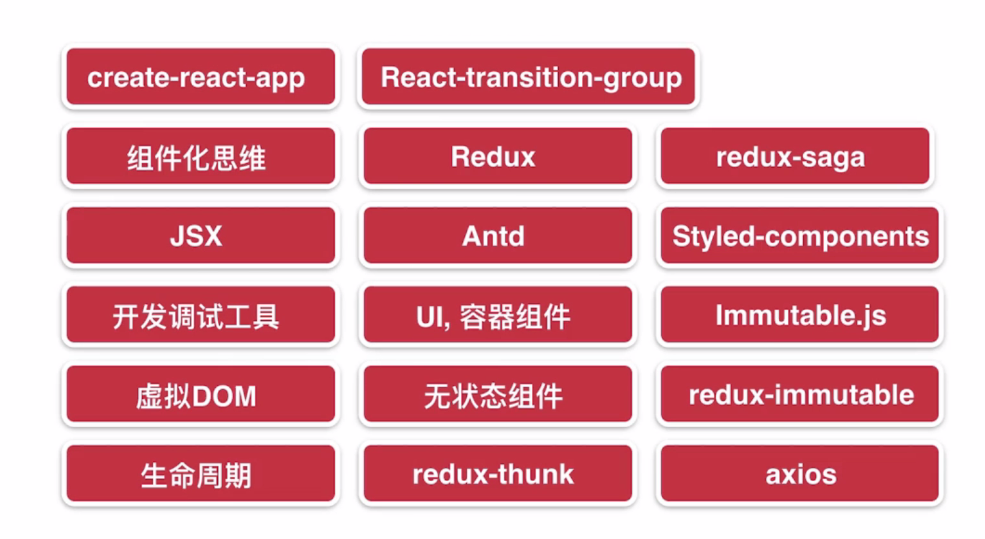 create-react-app
React-transition-group
组件化思维
Redux
redux-saga
JSX
Antd
Styled-components
开发调试工具
UI, 容器组件
Immutable.js
虚拟DOM
无状态组件
redux-immutable
生命周期
redux-thunk
axios